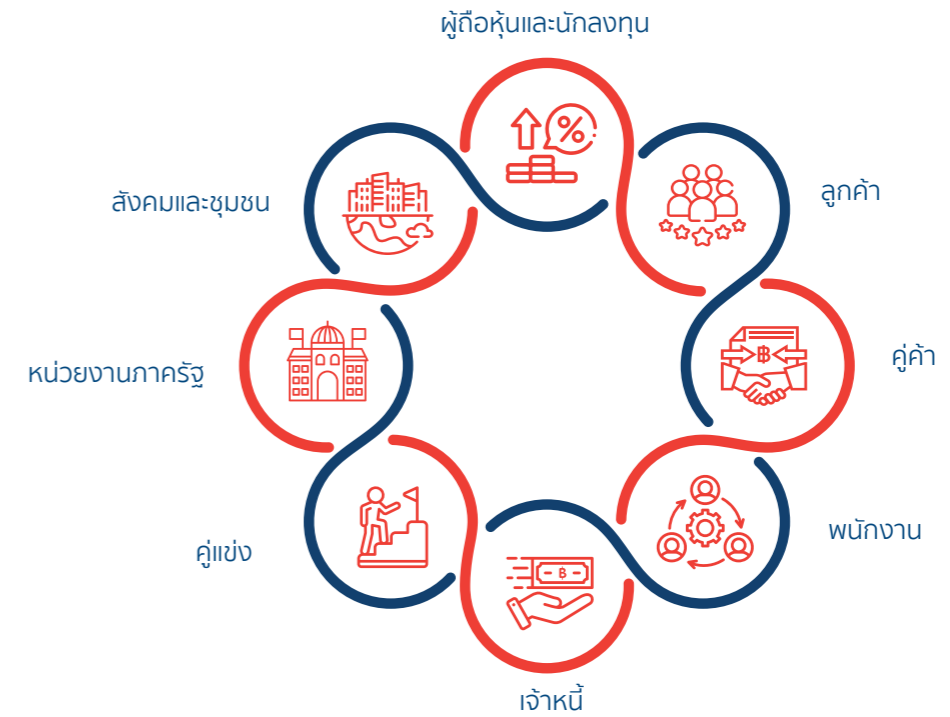 ผู้ถือหุ้นและนักลงทุน
ลูกค้า
คู่ค้า
พนักงาน
เจ้าหนี้
คู่แข่ง
หน่วยงานภาครัฐ
สังคมและชุมชน
%
฿
฿